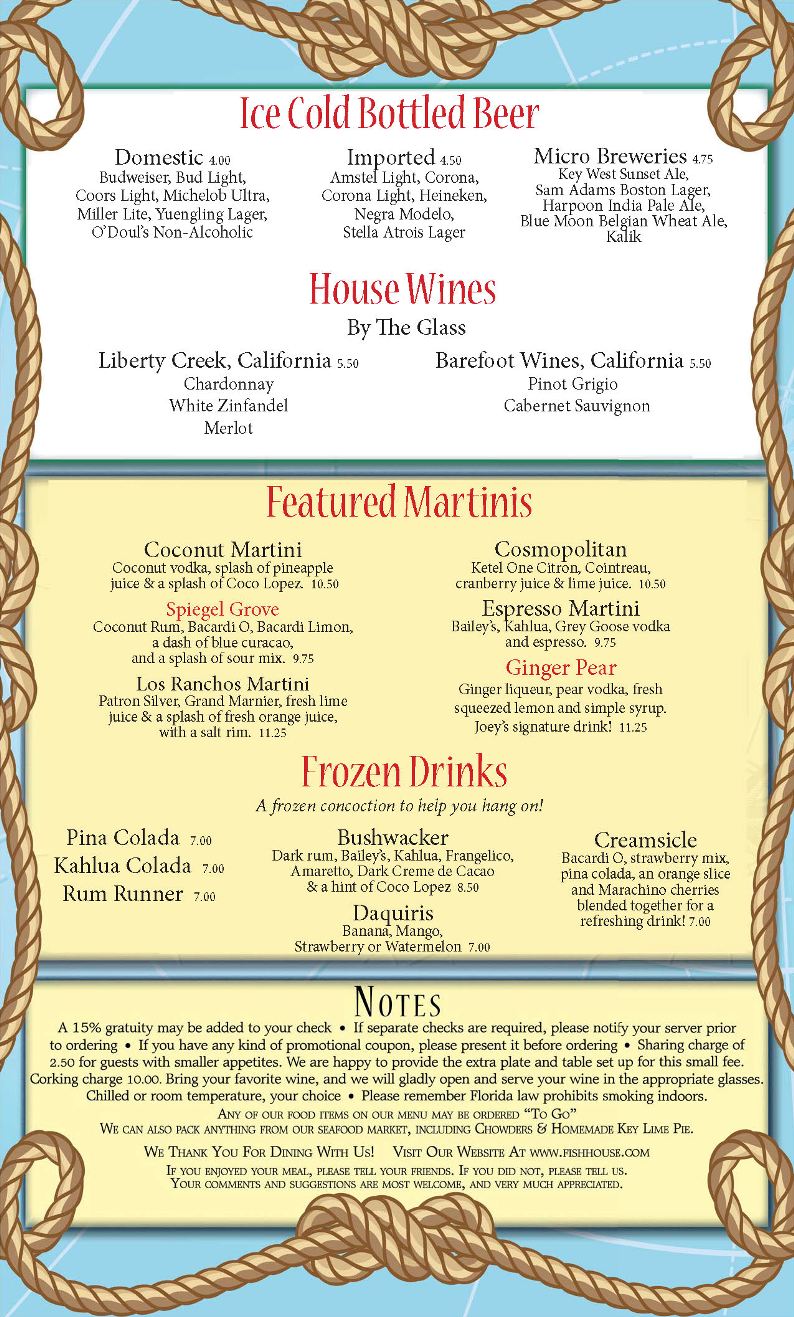 Ice Cold Bottled Beer
Domestic 4.00
Budweiser, Bud Light,
Coors Light, Michelob Ultra,
Miller Lite, Yuengling Lager,
O'Doul's Non-Alcoholic
Imported 4.50
Amstel Light, Corona,
Corona Light, Heineken,
Negra Modelo,
Stella Atrois Lager
Micro Breweries 4.75
Key West Sunset Ale,
Sam Adams Boston Lager,
Harpoon India Pale Ale,
Blue Moon Belgian Wheat Ale,
Kalik
House Wines
By The Glass
Liberty Creek, California 5.50
Chardonnay
White Zinfandel
Merlot
Barefoot Wines, California 5.50
Pinot Grigio
Cabernet Sauvignon
Featured Martinis
Coconut Martini
Coconut vodka, splash of pineapple
juice & a splash of Coco Lopez. 10.50
Spiegel Grove
Coconut Rum, Bacardi O, Bacardi Limon,
a dash of blue curacao,
and a splash of sour mix. 9.75
Los Ranchos Martini
Patron Silver, Grand Marnier, fresh lime
juice & a splash of fresh orange juice,
with a salt rim. 11.25
Cosmopolitan
Ketel One Citron, Cointreau,
cranberry juice & lime juice. 10.50
Espresso Martini
Bailey's, Kahlua, Grey Goose vodka
and espresso. 9.75
Ginger Pear
Ginger liqueur, pear vodka, fresh
squeezed lemon and simple syrup.
Joey's signature drink! 11.25
Frozen Drinks
A frozen concoction to help you hang on!
Pina Colada 7.00
Kahlua Colada 7.00
Rum Runner 7.00
Bushwacker
Dark rum, Bailey's, Kahlua, Frangelico,
Amaretto, Dark Creme de Cacao
& a hint of Coco Lopez 8.50
Daquiris
Banana, Mango,
Strawberry or Watermelon 7.00
Creamsicle
Bacardi O, strawberry mix,
pina colada, an orange slice
and Marachino cherries
blended together for a
refreshing drink! 7.00
NOTES
A 15% gratuity may be added to your check • If separate checks are required, please notify your server prior
to ordering • If you have any kind of promotional coupon, please present it before ordering • Sharing charge of
2.50 for guests with smaller appetites. We are happy to provide the extra plate and table set up for this small fee.
Corking charge 10.00. Bring your favorite wine, and we will gladly open and serve your wine in the appropriate glasses.
Chilled or room temperature, your choice • Please remember Florida law prohibits smoking indoors.
ANY OF OUR FOOD ITEMS ON OUR MENU MAY BE ORDERED "TO GO"
WE CAN ALSO PACK ANYTHING FROM OUR SEAFOOD MARKET, INCLUDING CHOWDERS & HOMEMADE KEY LIME PIE.
WE THANK YOU FOR DINING WITH US! VISIT OUR WEBSITE AT WWW.FISHHOUSE.COM
IF YOU ENJOYED YOUR MEAL, PLEASE TELL YOUR FRIENDS. IF YOU DID NOT, PLEASE TELL US.
YOUR COMMENTS AND SUGGESTIONS ARE MOST WELCOME, AND VERY MUCH APPRECIATED.